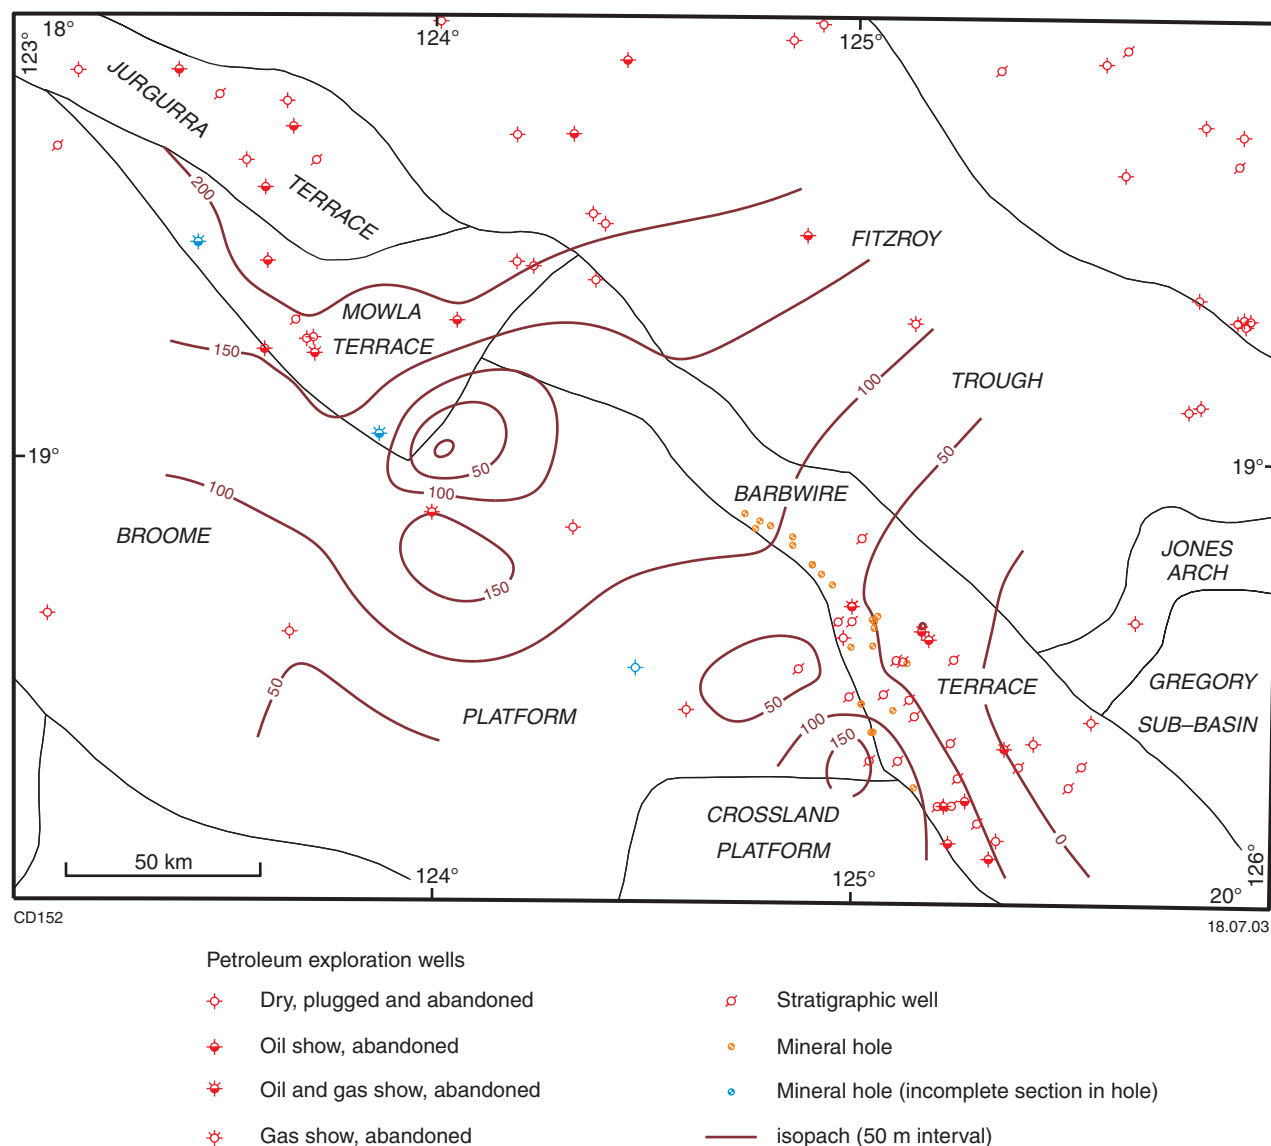 18°
123°
124°
125°
JURGURRA
TERRACE
200
FITZROY
MOWLA
TERRACE
150
100
TROUGH
50
19°
19°
50
100
100
BARBWIRE
BROOME
JONES
ARCH
150
TERRACE
GREGORY
SUB–BASIN
50
50
PLATFORM
100
150
CROSSLAND
PLATFORM
0
50 km
124°
125°
126°
20°
CD152
18.07.03
Petroleum exploration wells
Dry, plugged and abandoned
Oil show, abandoned
Oil and gas show, abandoned
Gas show, abandoned
Stratigraphic well
Mineral hole
Mineral hole (incomplete section in hole)
isopach (50 m interval)